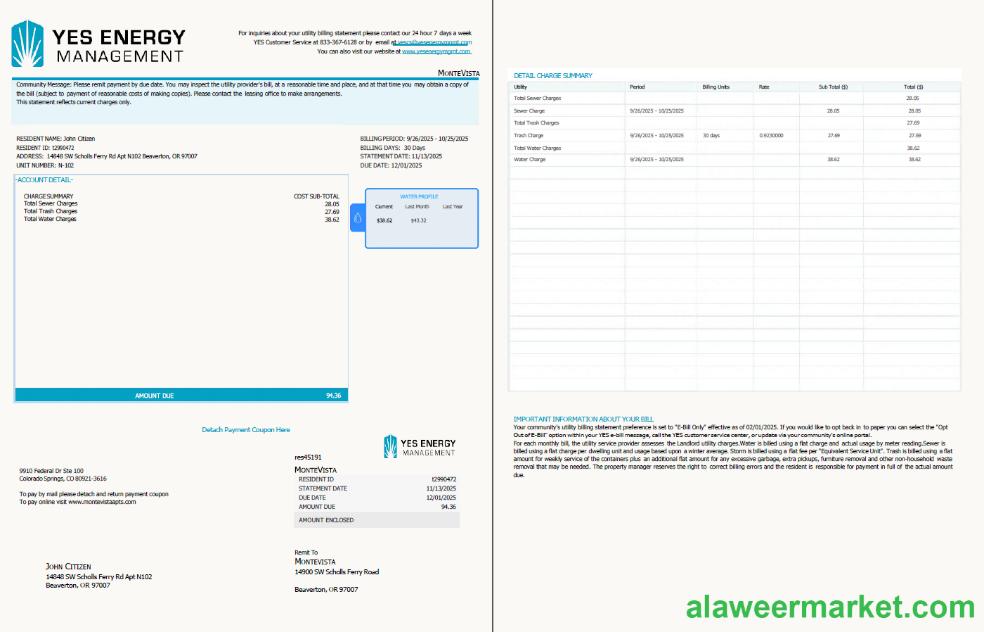 YES ENERGY
MANAGEMENT
For inquiries about your utility billing statement please contact our 24 hour 7 days a week
YES Customer Service at 833-367-6128 or by email at yescs@yesenergymgmt.com
You can also visit our website at www.yesenergymgmt.com.
MONTEVISTA
Community Message: Please remit payment by due date. You may inspect the utility provider's bill, at a reasonable time and place, and at that time you may obtain a copy of
the bill (subject to payment of reasonable costs of making copies). Please contact the leasing office to make arrangements.
This statement reflects current charges only.
RESIDENT NAME: John Citizen
RESIDENT ID: t2990472
ADDRESS: 14848 SW Scholls Ferry Rd Apt N102 Beaverton, OR 97007
UNIT NUMBER: N-102
BILLING PERIOD: 9/26/2025 - 10/25/2025
BILLING DAYS: 30 Days
STATEMENT DATE: 11/13/2025
DUE DATE: 12/01/2025
-ACCOUNT DETAIL-
CHARGE SUMMARY COST SUB-TOTAL
Total Sewer Charges 28.05
Total Trash Charges 27.69
Total Water Charges 38.62
AMOUNT DUE 94.36
WATER PROFILE
Current Last Month Last Year
$38.62 $43.32
Detach Payment Coupon Here
YES ENERGY
MANAGEMENT
9910 Federal Dr Ste 100
Colorado Springs, CO 80921-3616
To pay by mail please detach and return payment coupon
To pay online visit www.montevistaapts.com
res45191
MONTEVISTA
RESIDENT ID t2990472
STATEMENT DATE 11/13/2025
DUE DATE 12/01/2025
AMOUNT DUE 94.36
AMOUNT ENCLOSED
JOHN CITIZEN
14848 SW Scholls Ferry Rd Apt N102
Beaverton, OR 97007
Remit To
MONTEVISTA
14900 SW Scholls Ferry Road
Beaverton, OR 97007
DETAIL CHARGE SUMMARY
Utility Period Billing Units Rate Sub Total ($) Total ($)
Total Sewer Charges 28.05
Sewer Charge 9/26/2025 - 10/25/2025 28.05 28.05
Total Trash Charges 27.69
Trash Charge 9/26/2025 - 10/25/2025 30 days 0.9230000 27.69 27.69
Total Water Charges 38.62
Water Charge 9/26/2025 - 10/25/2025 38.62 38.62
IMPORTANT INFORMATION ABOUT YOUR BILL
Your community's utility billing statement preference is set to "E-Bill Only" effective as of 02/01/2025. If you would like to opt back in to paper you can select the "Opt
Out of E-Bill" option within your YES e-bill message, call the YES customer service center, or update via your community's online portal.
For each monthly bill, the utility service provider assesses the Landlord utility charges.Water is billed using a flat charge and actual usage by meter reading.Sewer is
billed using a flat charge per dwelling unit and usage based upon a winter average. Storm is billed using a flat fee per "Equivalent Service Unit". Trash is billed using a flat
amount for weekly service of the containers plus an additional flat amount for any excessive garbage, extra pickups, furniture removal and other non-household waste
removal that may be needed. The property manager reserves the right to correct billing errors and the resident is responsible for payment in full of the actual amount
due.
alaweermarket.com